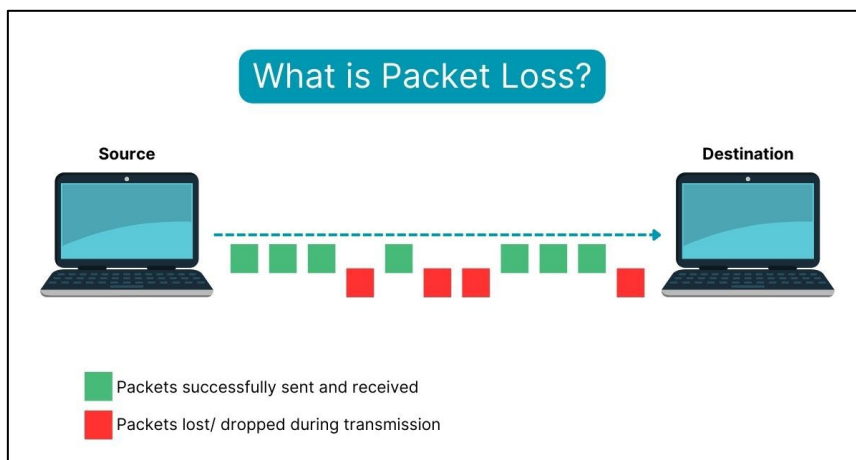 What is Packet Loss?
Source
Destination
Packets successfully sent and received
Packets lost/ dropped during transmission